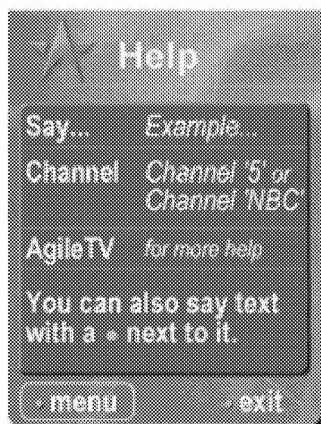 Help
Say... Example...
Channel Channel '5' or
Channel 'NBC'
AgileTV for more help
You can also say text
with a • next to it.
• menu • exit